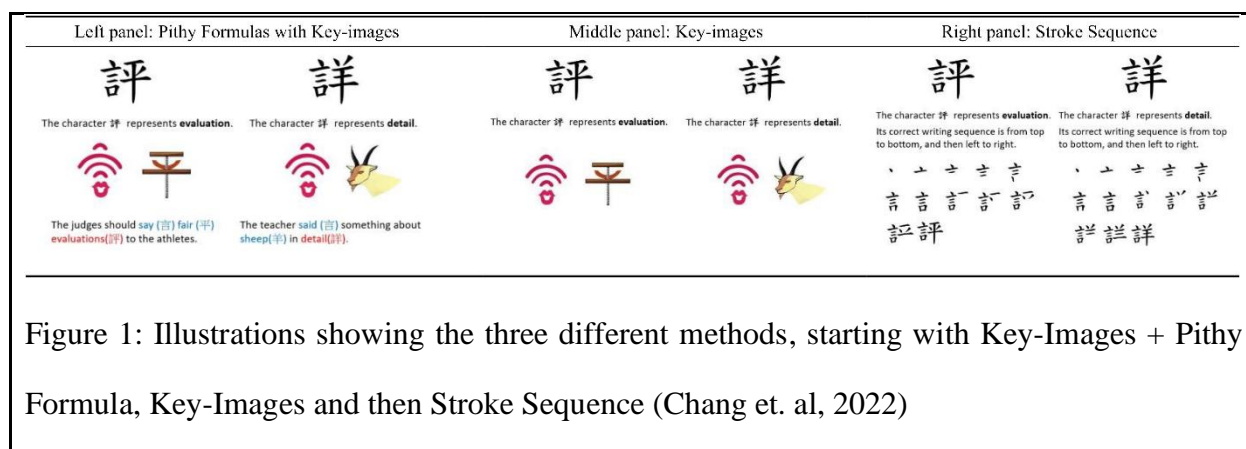 Left panel: Pithy Formulas with Key-images
評 詳
The character 評 represents evaluation. The character 詳 represents detail.
The judges should say (言) fair (平) evaluations(評) to the athletes.
The teacher said (言) something about sheep(羊) in detail(詳).
Middle panel: Key-images
評 詳
The character 評 represents evaluation. The character 詳 represents detail.
Right panel: Stroke Sequence
評
The character 評 represents evaluation.
Its correct writing sequence is from top
to bottom, and then left to right.
評
詳
The character 詳 represents detail.
Its correct writing sequence is from top
to bottom, and then left to right.
詳
Figure 1: Illustrations showing the three different methods, starting with Key-Images + Pithy
Formula, Key-Images and then Stroke Sequence (Chang et. al, 2022)